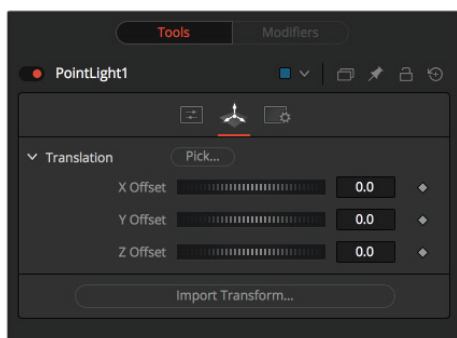 Tools Modifiers
PointLight1
Translation Pick...
X Offset 0.0
Y Offset 0.0
Z Offset 0.0
Import Transform...